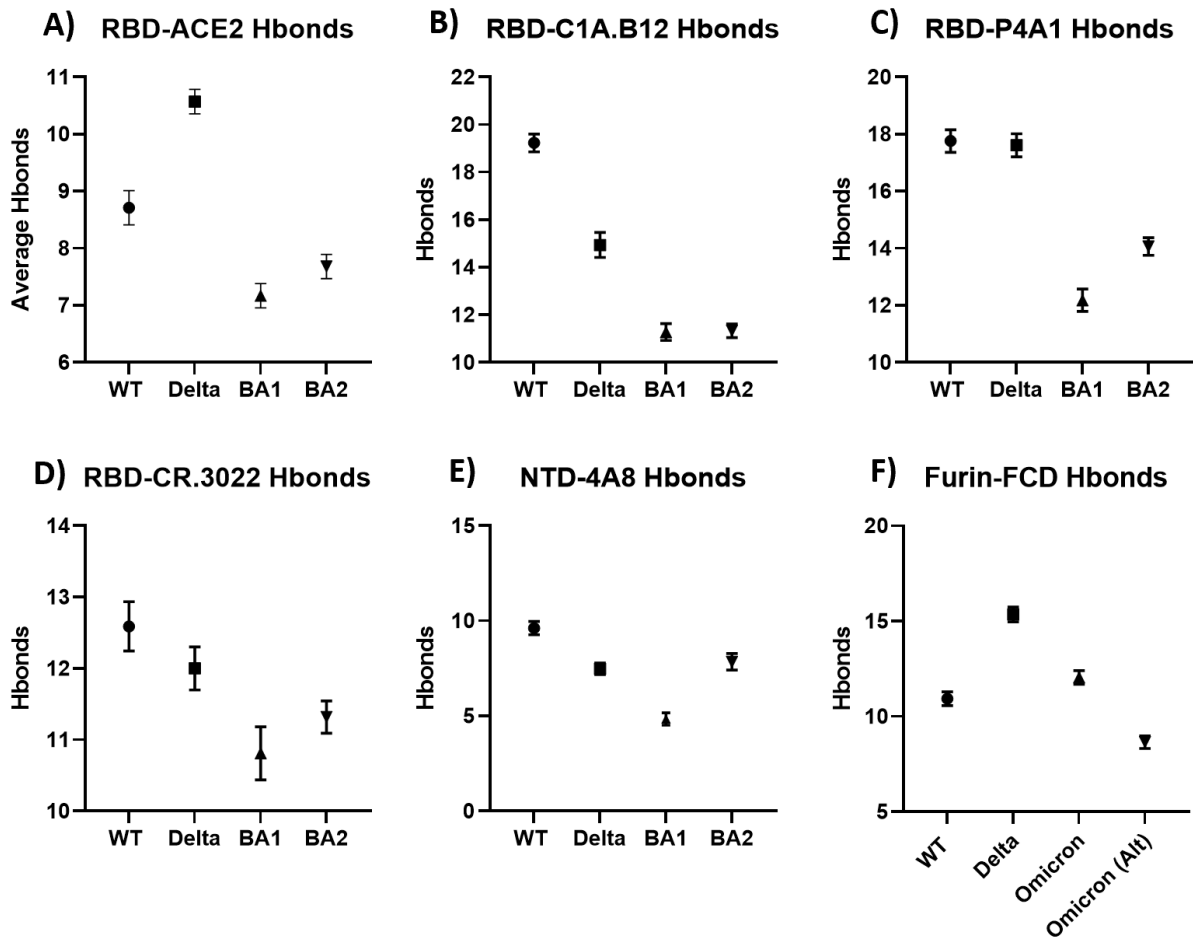 A) RBD-ACE2 Hbonds
Average Hbonds
11
10
9
8
7
6
WT Delta BA1 BA2
B) RBD-C1A.B12 Hbonds
Hbonds
22
20
18
16
14
12
10
WT Delta BA1 BA2
C) RBD-P4A1 Hbonds
Hbonds
20
18
16
14
12
10
WT Delta BA1 BA2
D) RBD-CR.3022 Hbonds
Hbonds
14
13
12
11
10
WT Delta BA1 BA2
E) NTD-4A8 Hbonds
Hbonds
15
10
5
0
WT Delta BA1 BA2
F) Furin-FCD Hbonds
Hbonds
20
15
10
5
WT
Delta
Omicron
Omicron (Alt)